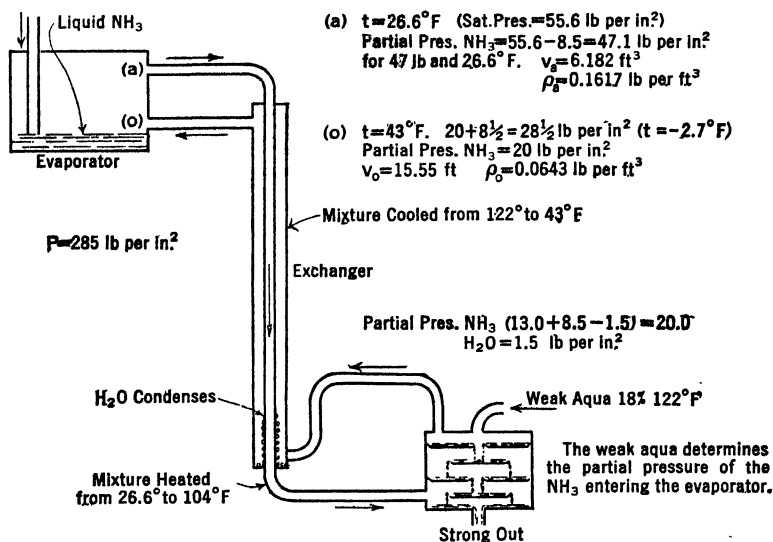 Liquid NH₃
(a)
(o)
Evaporator
(a) t=26.6°F (Sat.Pres.=55.6 lb per in.²)
Partial Pres. NH₃=55.6-8.5=47.1 lb per in.²
for 47 lb and 26.6°F. vₐ=6.182 ft³
ρₐ=0.1617 lb per ft³
(o) t=43°F. 20+8½=28½ lb per in² (t=-2.7°F)
Partial Pres. NH₃=20 lb per in.²
vₒ=15.55 ft ρₒ=0.0643 lb per ft³
Mixture Cooled from 122° to 43°F
P=285 lb per in.²
Exchanger
Partial Pres. NH₃ (13.0+8.5-1.5)=20.0
H₂O=1.5 lb per in.²
H₂O Condenses
Weak Aqua 18% 122°F
The weak aqua determines
the partial pressure of the
NH₃ entering the evaporator.
Mixture Heated
from 26.6° to 104°F
Strong Out